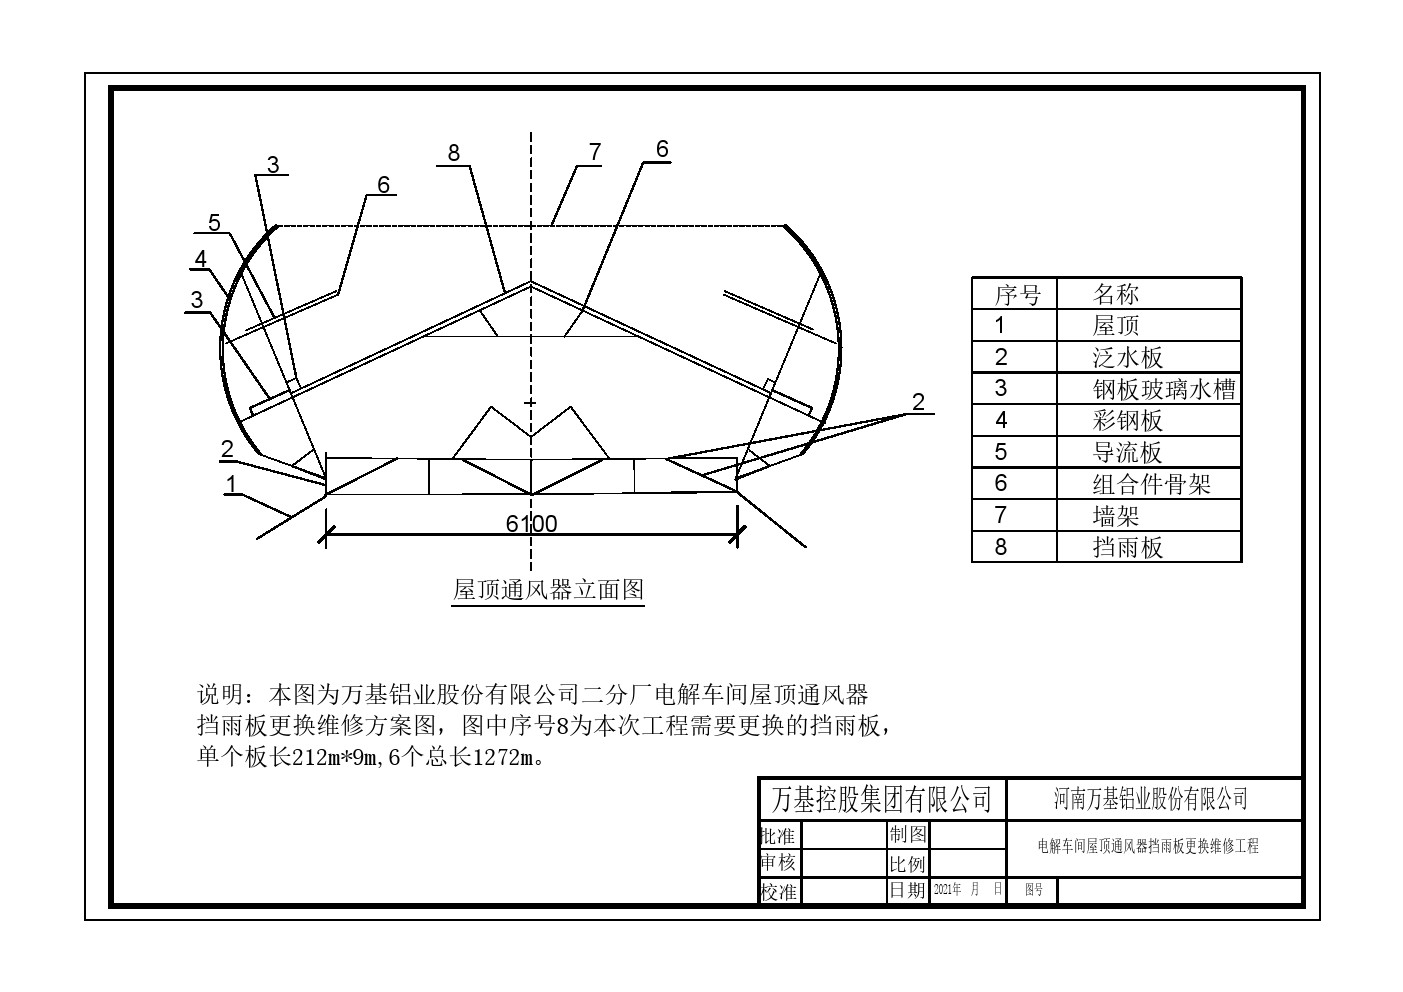 3
8
7
6
6
5
4
3
2
2
1
6100
屋顶通风器立面图
序号 名称
1 屋顶
2 泛水板
3 钢板玻璃水槽
4 彩钢板
5 导流板
6 组合件骨架
7 墙架
8 挡雨板
说明：本图为万基铝业股份有限公司二分厂电解车间屋顶通风器
挡雨板更换维修方案图，图中序号8为本次工程需要更换的挡雨板，
单个板长212m*9m,6个总长1272m。
万基控股集团有限公司 河南万基铝业股份有限公司
批准 制图 电解车间屋顶通风器挡雨板更换维修工程
审核 比例
校准 日期 2021年 月 日 图号